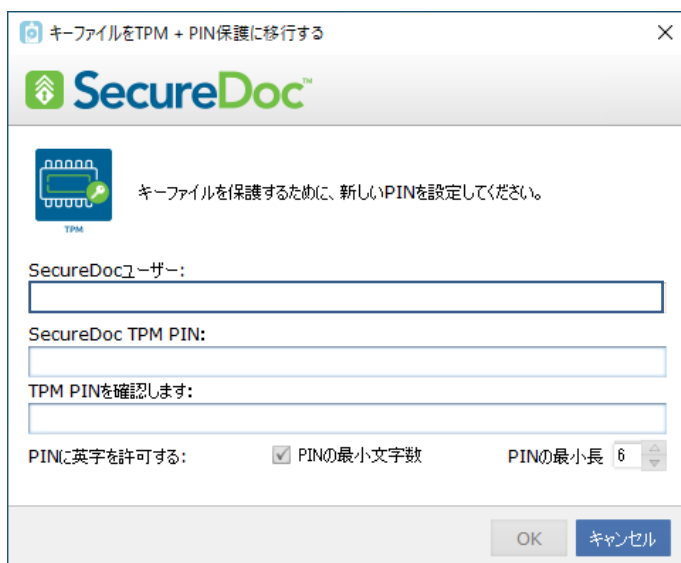 キーファイルをTPM + PIN保護に移行する
SecureDoc™
キーファイルを保護するために、新しいPINを設定してください。
TPM
SecureDocユーザー:
SecureDoc TPM PIN:
TPM PINを確認します:
PINに英字を許可する: PINの最小文字数 PINの最小長 6
OK キャンセル